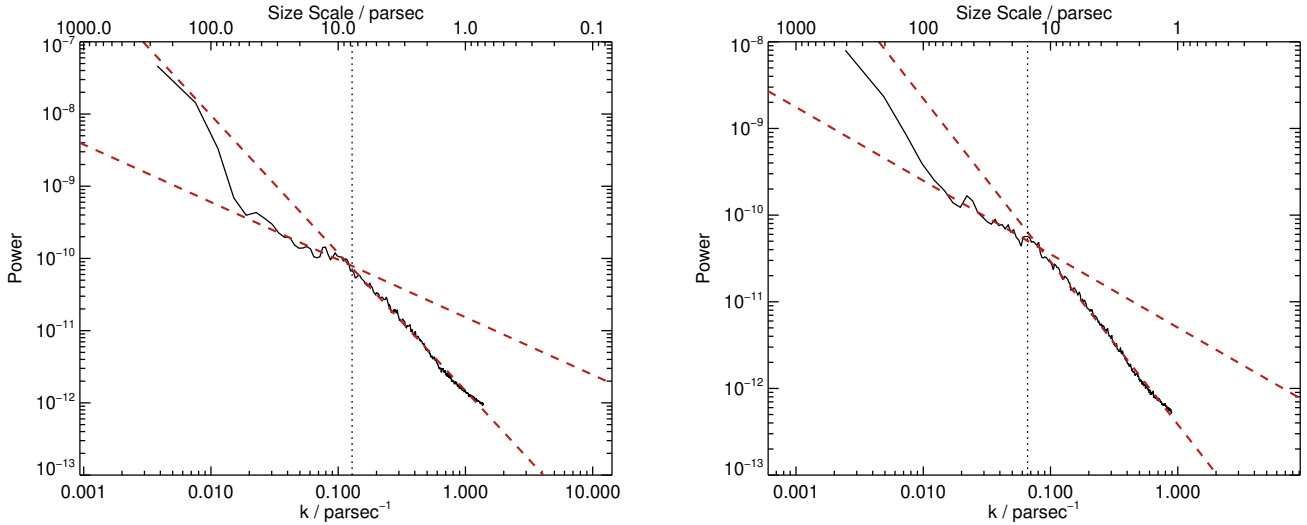 Size Scale / parsec
1000.0 100.0 10.0 1.0 0.1
10⁻⁷
10⁻⁸
10⁻⁹
10⁻¹⁰
10⁻¹¹
10⁻¹²
10⁻¹³
Power
0.001 0.010 0.100 1.000 10.000
k / parsec⁻¹
Size Scale / parsec
1000 100 10 1
10⁻⁸
10⁻⁹
10⁻¹⁰
10⁻¹¹
10⁻¹²
10⁻¹³
Power
0.001 0.010 0.100 1.000
k / parsec⁻¹